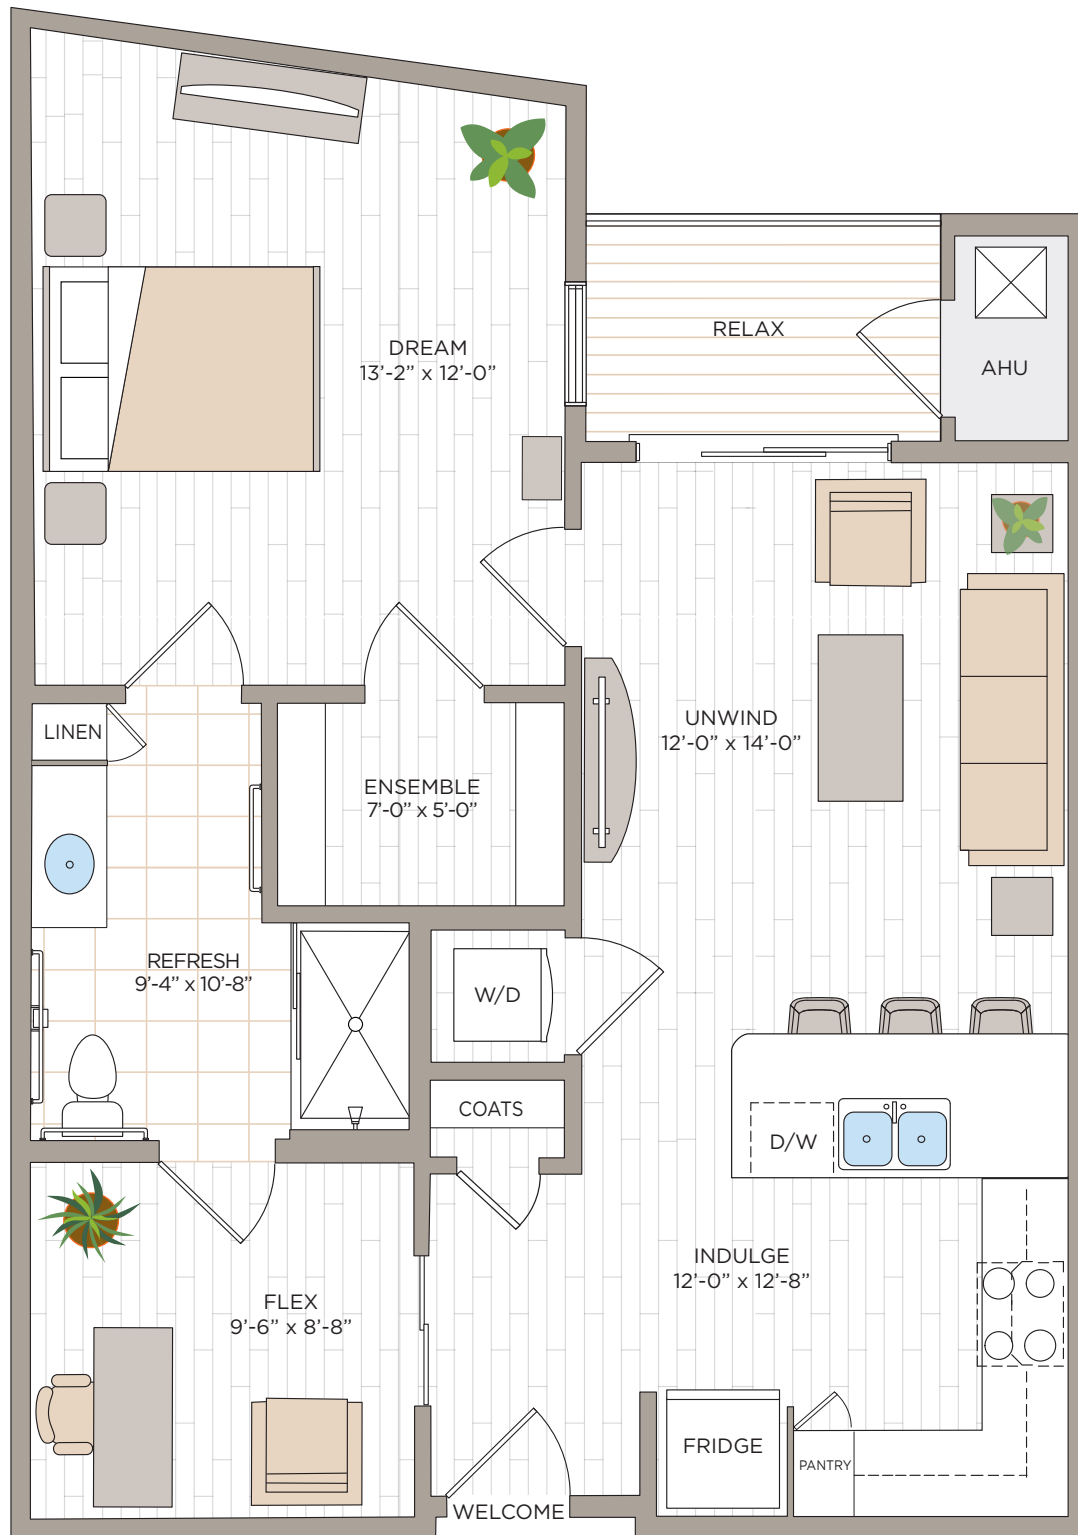 DREAM
13’-2” x 12’-0”
RELAX
AHU
LINEN
UNWIND
12’-0” x 14’-0”
ENSEMBLE
7’-0” x 5’-0”
REFRESH
9’-4” x 10’-8”
W/D
COATS
D/W
INDULGE
12’-0” x 12’-8”
FLEX
9’-6” x 8’-8”
FRIDGE
PANTRY
WELCOME